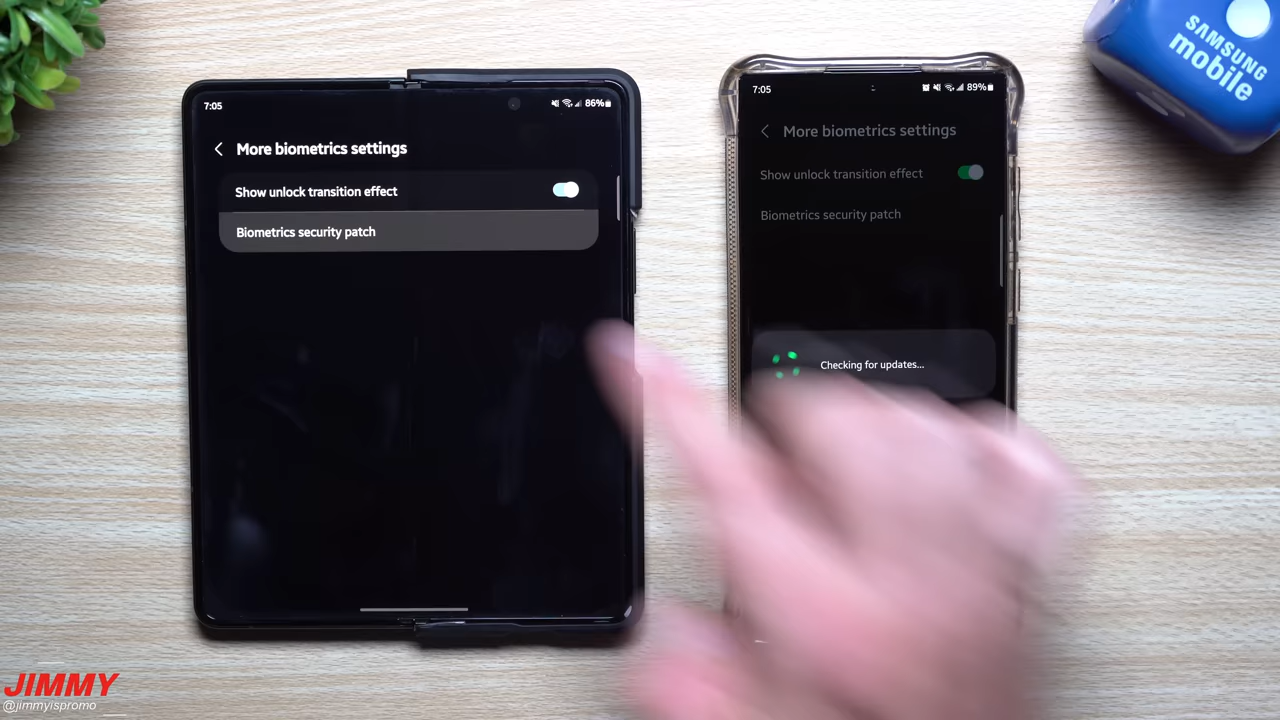 7:05
86%
More biometrics settings
Show unlock transition effect
Biometrics security patch
7:05
89%
More biometrics settings
Show unlock transition effect
Biometrics security patch
Checking for updates...
SAMSUNG
mobile
JIMMY
@jimmyispromo